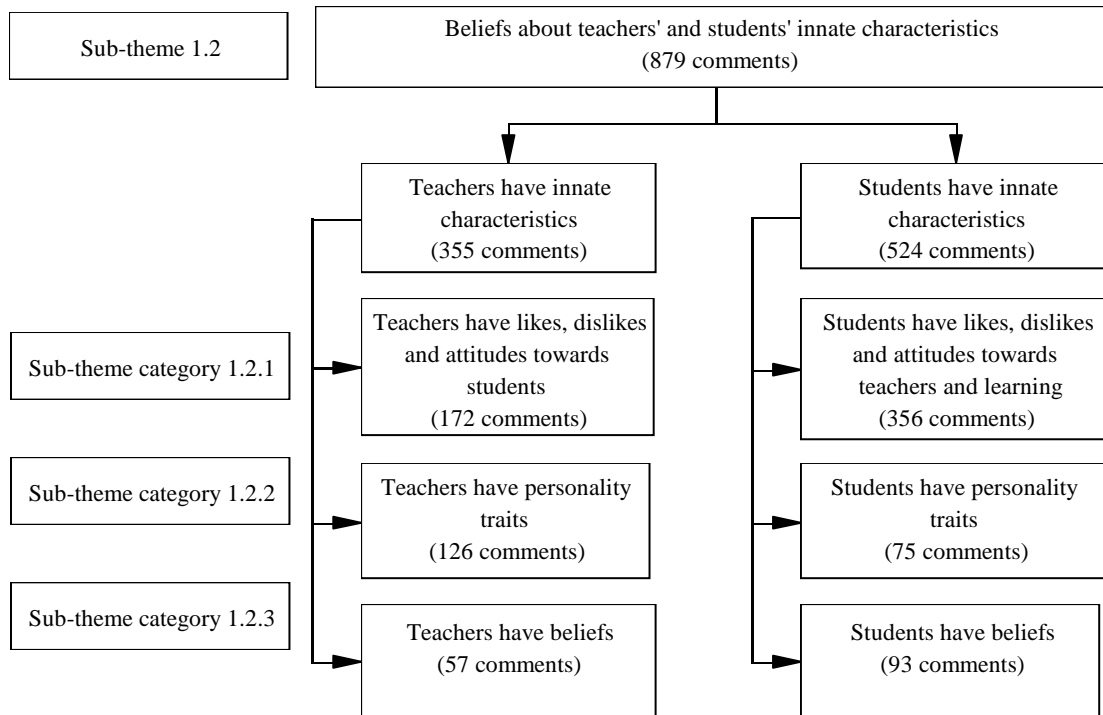 Sub-theme 1.2
Beliefs about teachers' and students' innate characteristics
(879 comments)
Teachers have innate
characteristics
(355 comments)
Students have innate
characteristics
(524 comments)
Sub-theme category 1.2.1
Teachers have likes, dislikes
and attitudes towards
students
(172 comments)
Students have likes, dislikes
and attitudes towards
teachers and learning
(356 comments)
Sub-theme category 1.2.2
Teachers have personality
traits
(126 comments)
Students have personality
traits
(75 comments)
Sub-theme category 1.2.3
Teachers have beliefs
(57 comments)
Students have beliefs
(93 comments)